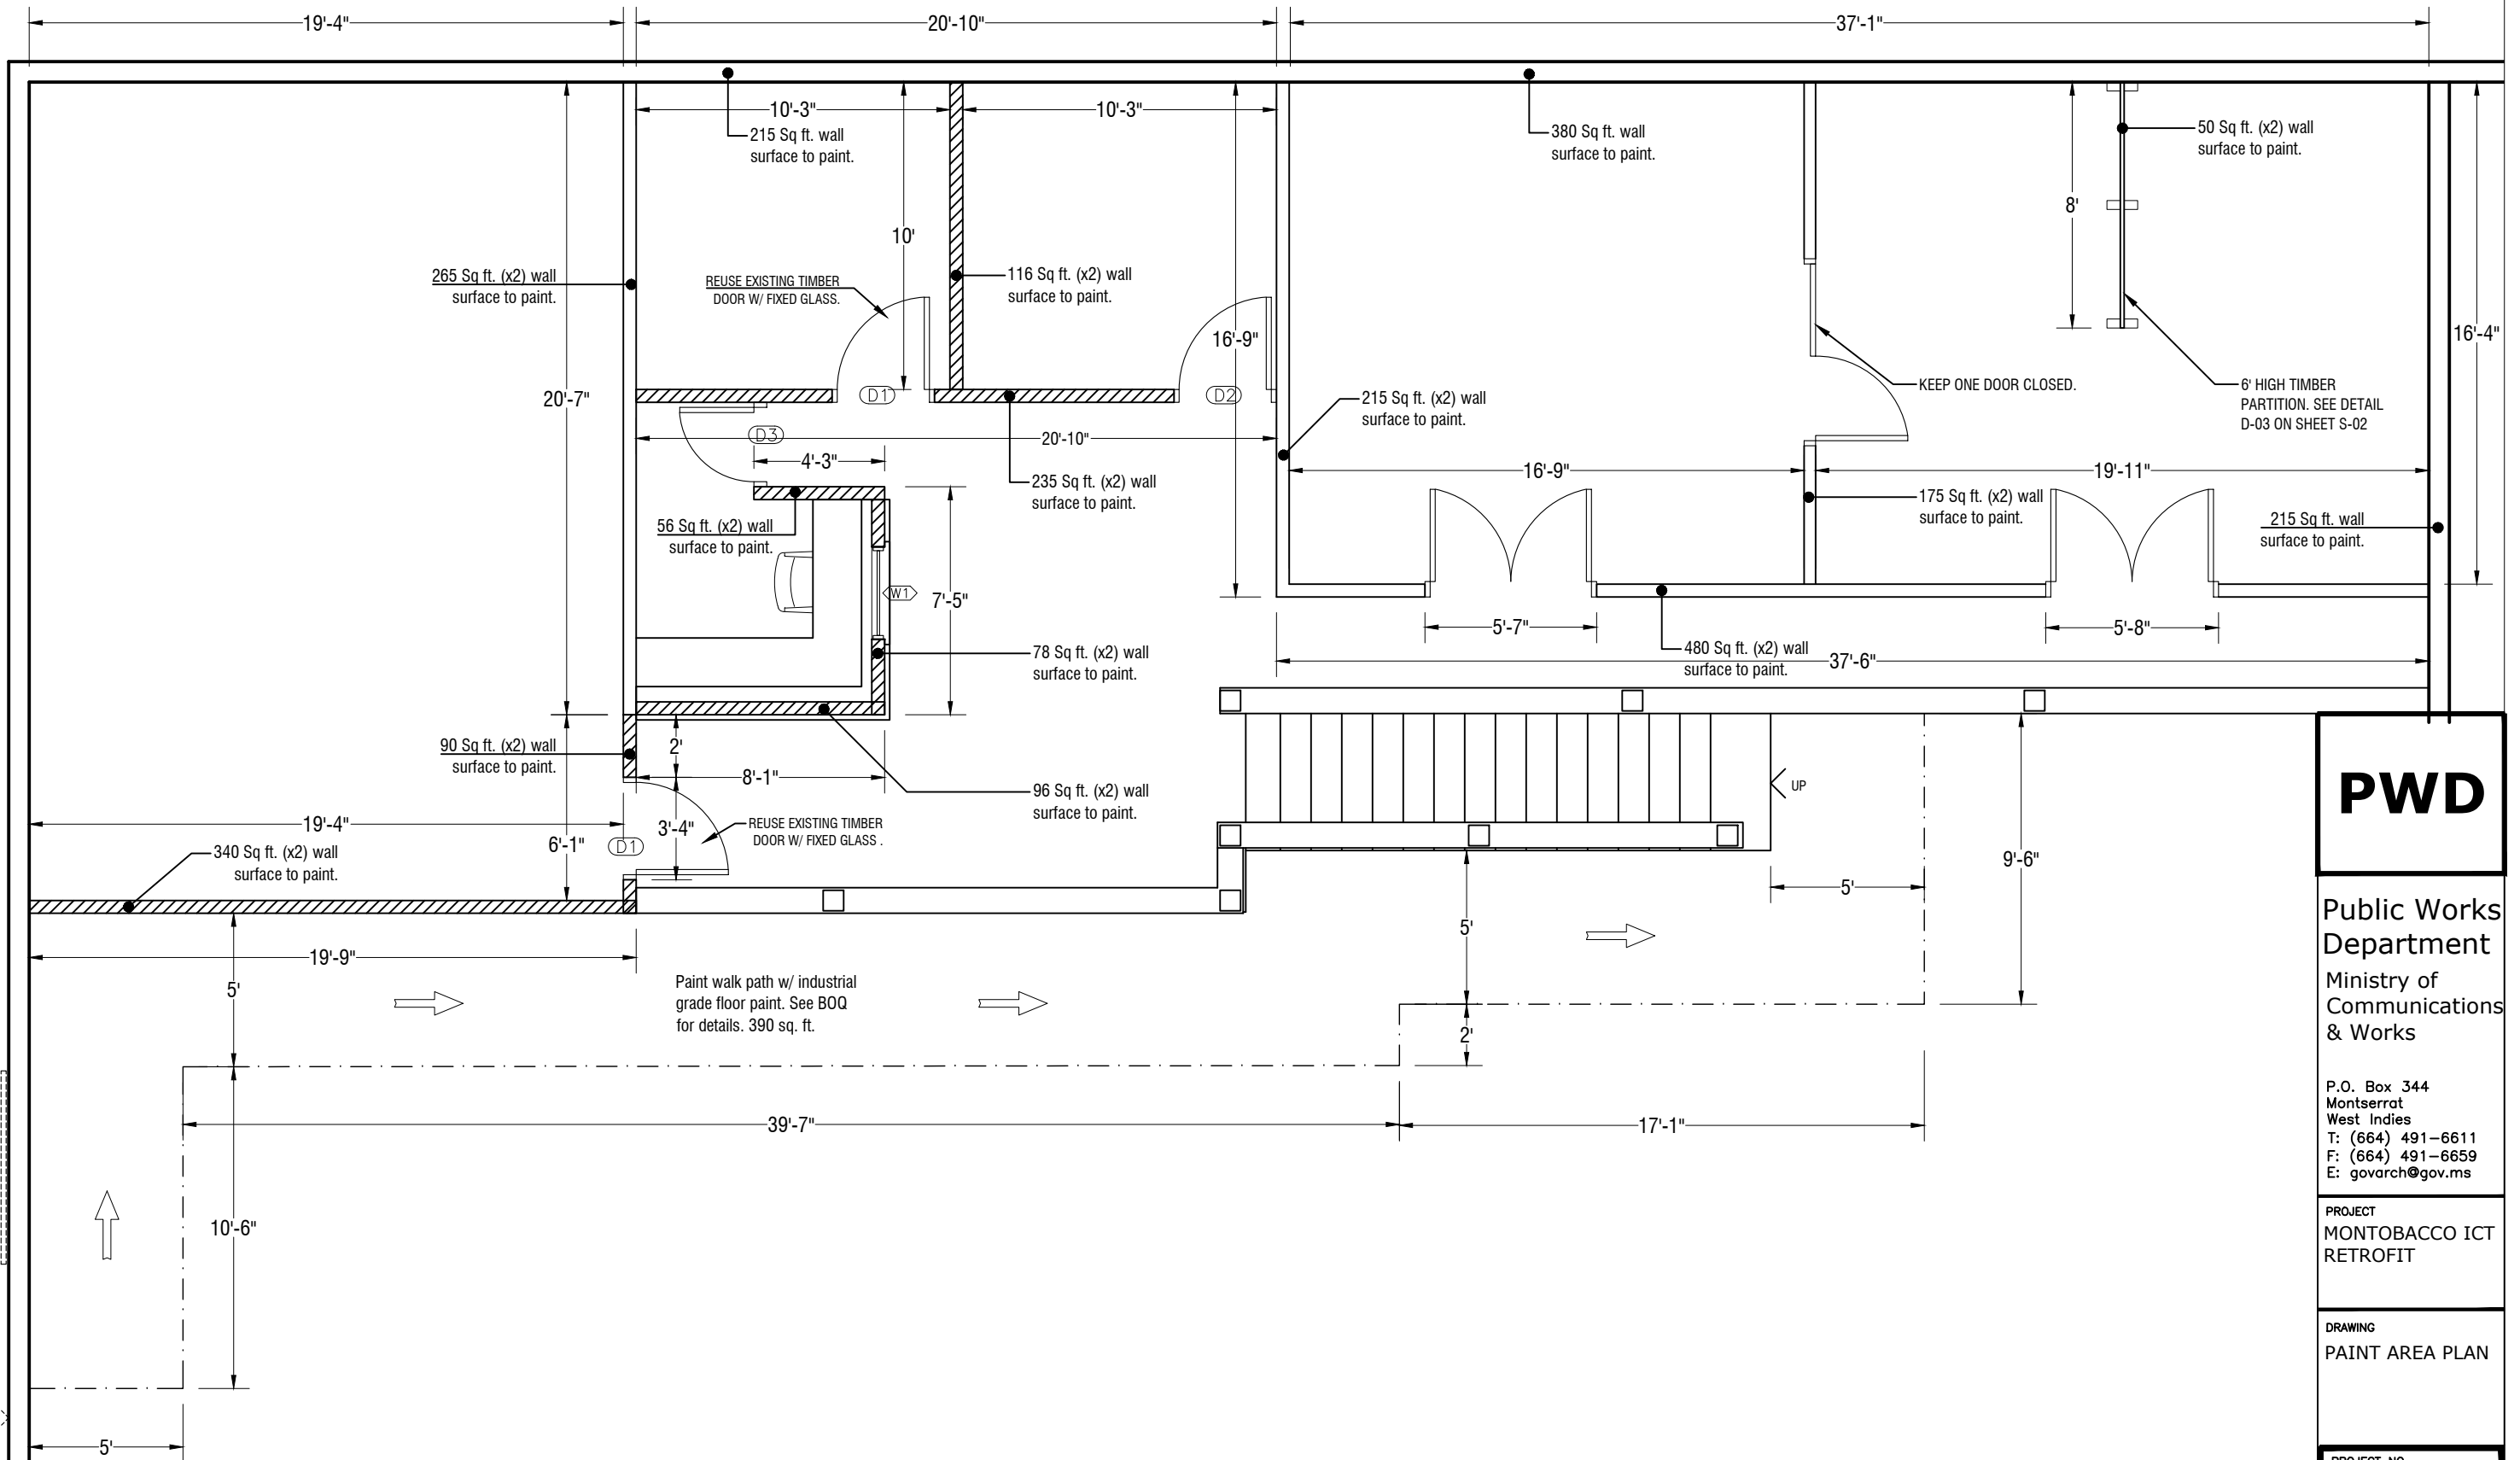 19'-4"
20'-10"
37'-1"
10'-3"
10'-3"
215 Sq ft. wall
surface to paint.
380 Sq ft. wall
surface to paint.
50 Sq ft. (x2) wall
surface to paint.
8'
10'
265 Sq ft. (x2) wall
surface to paint.
REUSE EXISTING TIMBER
DOOR W/ FIXED GLASS.
116 Sq ft. (x2) wall
surface to paint.
16'-9"
16'-4"
20'-7"
D1
D2
215 Sq ft. (x2) wall
surface to paint.
KEEP ONE DOOR CLOSED.
6' HIGH TIMBER
PARTITION. SEE DETAIL
D-03 ON SHEET S-02
D3
20'-10"
4'-3"
235 Sq ft. (x2) wall
surface to paint.
16'-9"
19'-11"
56 Sq ft. (x2) wall
surface to paint.
175 Sq ft. (x2) wall
surface to paint.
215 Sq ft. wall
surface to paint.
W1
7'-5"
5'-7"
5'-8"
78 Sq ft. (x2) wall
surface to paint.
480 Sq ft. (x2) wall
surface to paint.
37'-6"
90 Sq ft. (x2) wall
surface to paint.
2'
8'-1"
96 Sq ft. (x2) wall
surface to paint.
UP
19'-4"
3'-4"
REUSE EXISTING TIMBER
DOOR W/ FIXED GLASS .
6'-1"
D1
340 Sq ft. (x2) wall
surface to paint.
9'-6"
5'
5'
19'-9"
5'
Paint walk path w/ industrial
grade floor paint. See BOQ
for details. 390 sq. ft.
2'
39'-7"
17'-1"
10'-6"
5'
PWD
Public Works
Department
Ministry of
Communications
& Works
P.O. Box 344
Montserrat
West Indies
T: (664) 491-6611
F: (664) 491-6659
E: govarch@gov.ms
PROJECT
MONTOBACCO ICT
RETROFIT
DRAWING
PAINT AREA PLAN
PROJECT NO